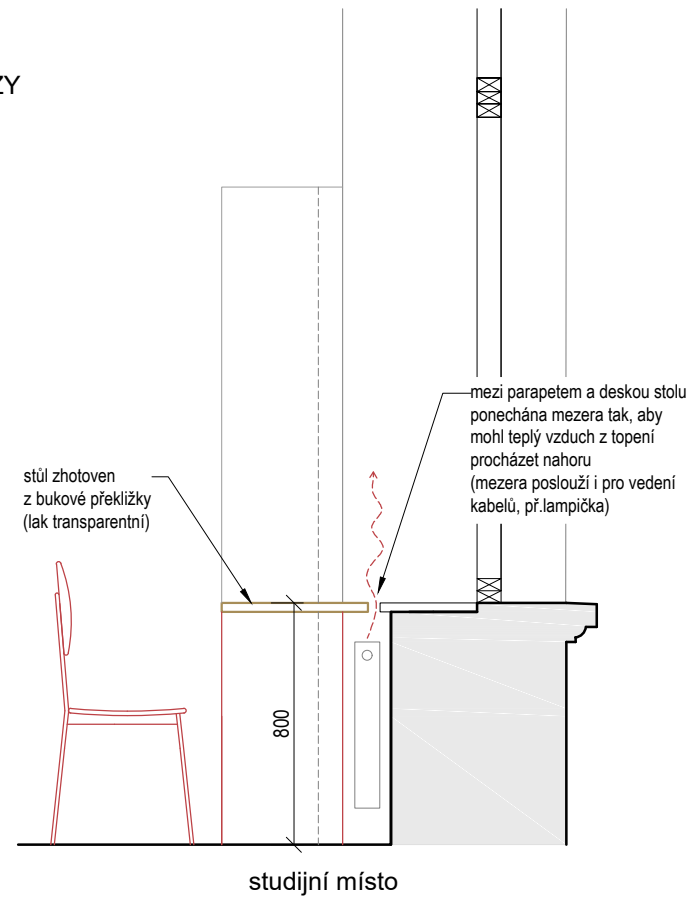 ZY
mezi parapetem a deskou stolu
ponechána mezera tak, aby
mohl teplý vzduch z topení
procházet nahoru
(mezera poslouží i pro vedení
kabelů, př.lampička)
stůl zhotoven
z bukové překližky
(lak transparentní)
800
studijní místo